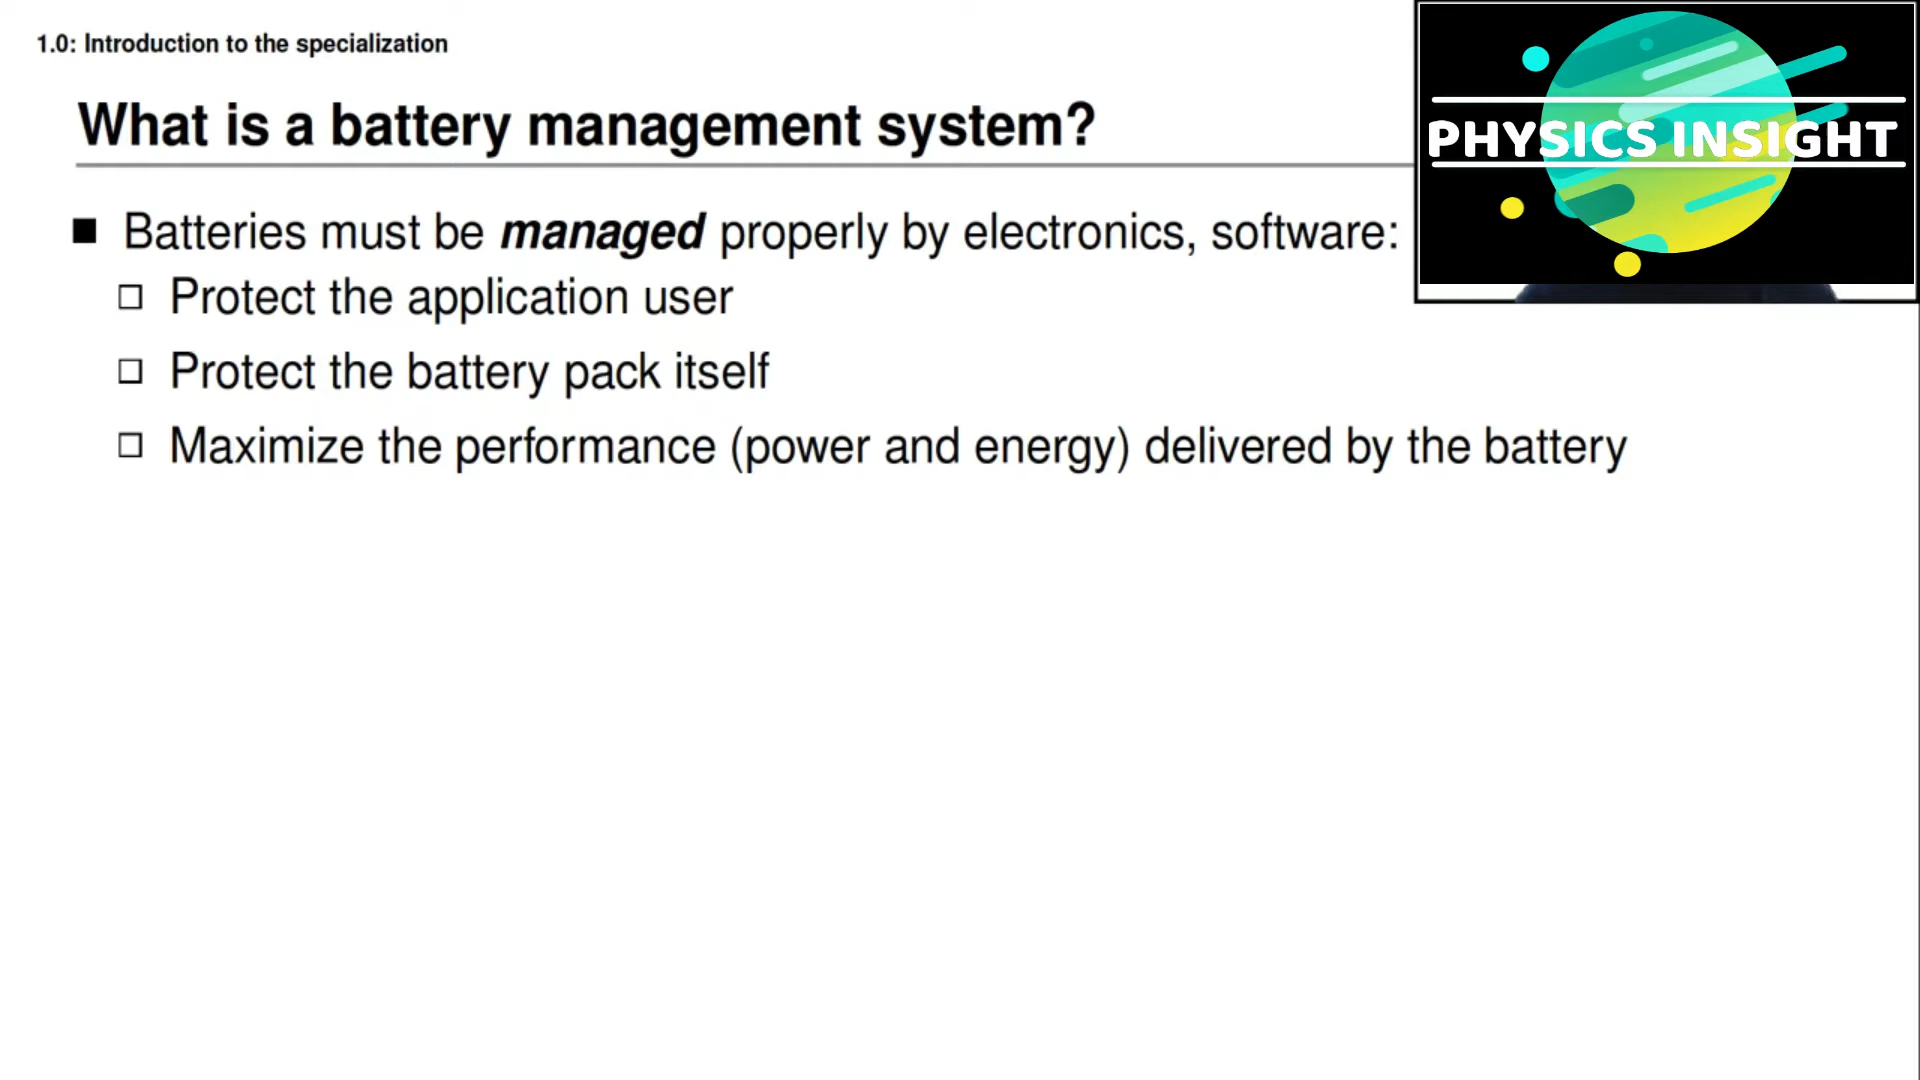 1.0: Introduction to the specialization
What is a battery management system?
PHYSICS INSIGHT
Batteries must be managed properly by electronics, software:
Protect the application user
Protect the battery pack itself
Maximize the performance (power and energy) delivered by the battery